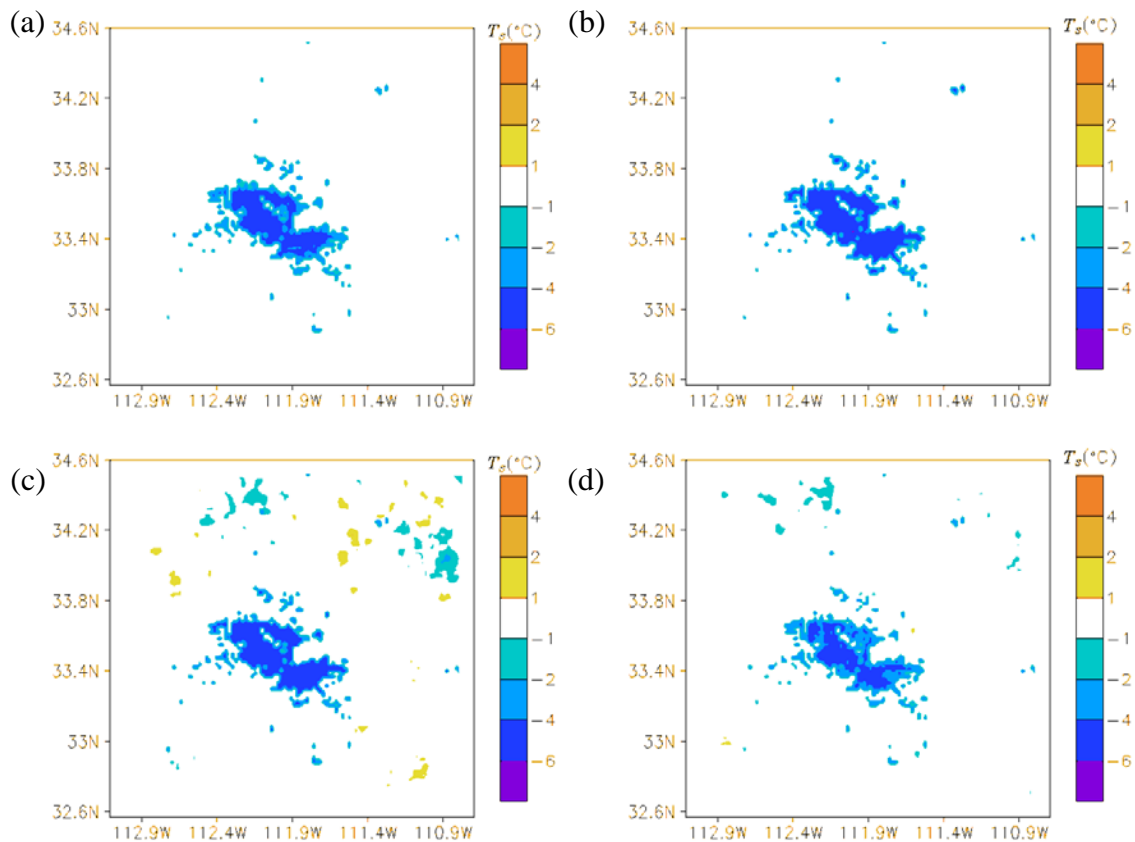 (a)
34.6N
34.2N
33.8N
33.4N
33N
32.6N
112.9W 112.4W 111.9W 111.4W 110.9W
Ts(°C)
4
2
1
−1
−2
−4
−6
(b)
34.6N
34.2N
33.8N
33.4N
33N
32.6N
112.9W 112.4W 111.9W 111.4W 110.9W
Ts(°C)
4
2
1
−1
−2
−4
−6
(c)
34.6N
34.2N
33.8N
33.4N
33N
32.6N
112.9W 112.4W 111.9W 111.4W 110.9W
Ts(°C)
4
2
1
−1
−2
−4
−6
(d)
34.6N
34.2N
33.8N
33.4N
33N
32.6N
112.9W 112.4W 111.9W 111.4W 110.9W
Ts(°C)
4
2
1
−1
−2
−4
−6